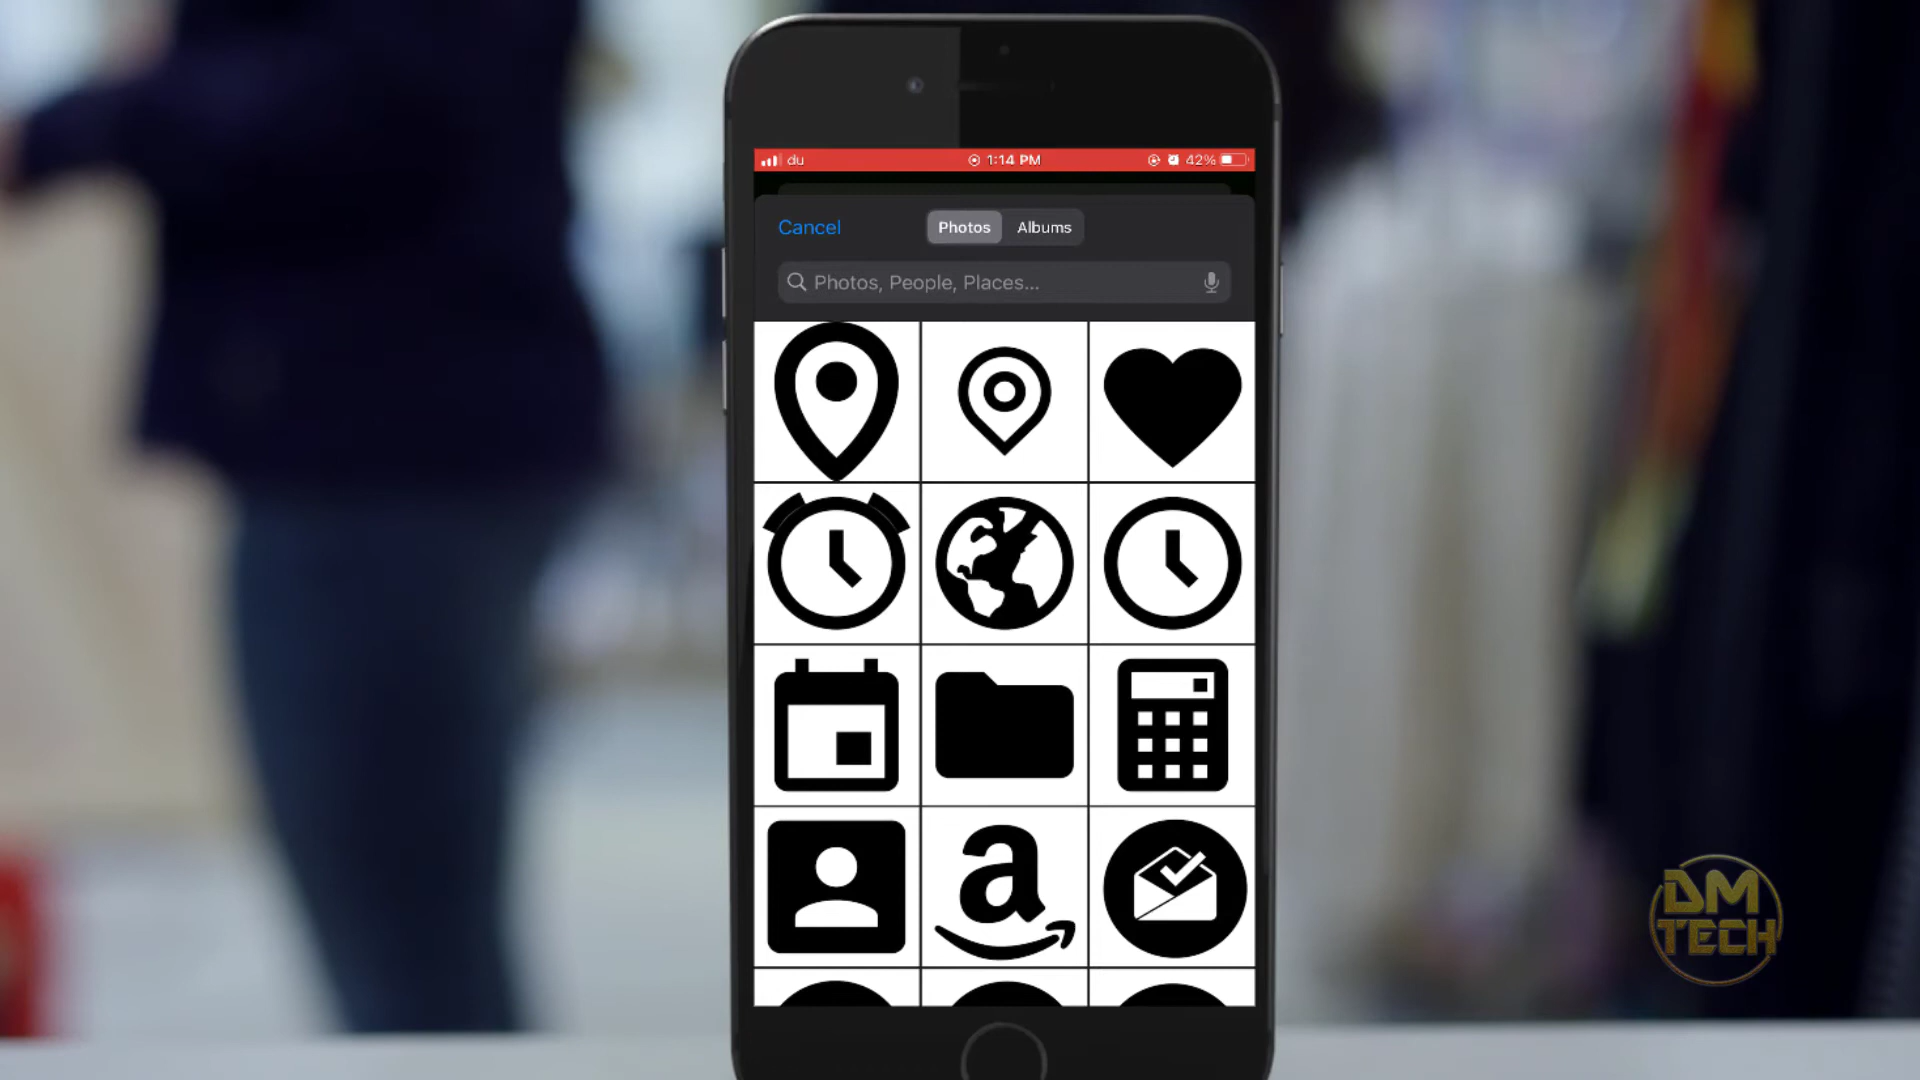 du 1:14 PM 42%
Cancel Photos Albums
Photos, People, Places...
a
DM
TECH